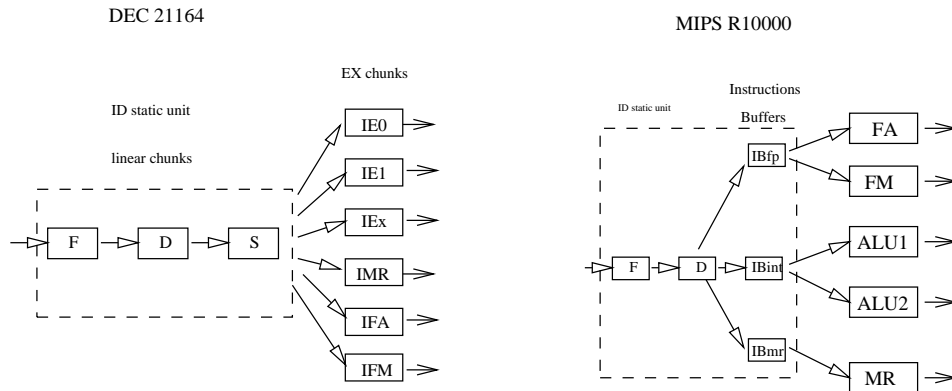 DEC 21164
EX chunks
ID static unit
linear chunks
F
D
S
IE0
IE1
IEx
IMR
IFA
IFM
MIPS R10000
Instructions
Buffers
ID static unit
F
D
IBfp
IBint
IBmr
FA
FM
ALU1
ALU2
MR